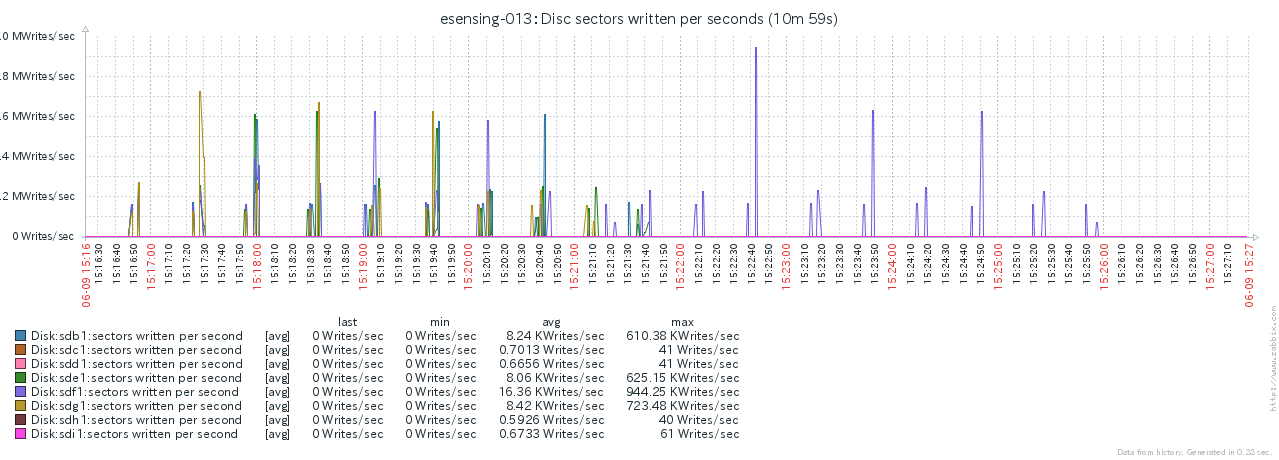 esensing-013: Disc sectors written per seconds (10m 59s)
.0 MWrites/sec
.8 MWrites/sec
.6 MWrites/sec
.4 MWrites/sec
.2 MWrites/sec
0 Writes/sec
06-09 15:16 15:16:30 15:16:40 15:16:50 15:17:00 15:17:10 15:17:20 15:17:30 15:17:40 15:17:50 15:18:00 15:18:10 15:18:20 15:18:30 15:18:40 15:18:50 15:19:00 15:19:10 15:19:20 15:19:30 15:19:40 15:19:50 15:20:00 15:20:10 15:20:20 15:20:30 15:20:40 15:20:50 15:21:00 15:21:10 15:21:20 15:21:30 15:21:40 15:21:50 15:22:00 15:22:10 15:22:20 15:22:30 15:22:40 15:22:50 15:23:00 15:23:10 15:23:20 15:23:30 15:23:40 15:23:50 15:24:00 15:24:10 15:24:20 15:24:30 15:24:40 15:24:50 15:25:00 15:25:10 15:25:20 15:25:30 15:25:40 15:25:50 15:26:00 15:26:10 15:26:20 15:26:30 15:26:40 15:26:50 15:27:00 15:27:10 06-09 15:27
last min avg max
Disk:sdb1:sectors written per second [avg] 0 Writes/sec 0 Writes/sec 8.24 KWrites/sec 610.38 KWrites/sec
Disk:sdc1:sectors written per second [avg] 0 Writes/sec 0 Writes/sec 0.7013 Writes/sec 41 Writes/sec
Disk:sdd1:sectors written per second [avg] 0 Writes/sec 0 Writes/sec 0.6656 Writes/sec 41 Writes/sec
Disk:sde1:sectors written per second [avg] 0 Writes/sec 0 Writes/sec 8.06 KWrites/sec 625.15 KWrites/sec
Disk:sdf1:sectors written per second [avg] 0 Writes/sec 0 Writes/sec 16.36 KWrites/sec 944.25 KWrites/sec
Disk:sdg1:sectors written per second [avg] 0 Writes/sec 0 Writes/sec 8.42 KWrites/sec 723.48 KWrites/sec
Disk:sdh1:sectors written per second [avg] 0 Writes/sec 0 Writes/sec 0.5926 Writes/sec 40 Writes/sec
Disk:sdi1:sectors written per second [avg] 0 Writes/sec 0 Writes/sec 0.6733 Writes/sec 61 Writes/sec
http://www.zabbix.com
Data from history. Generated in 0.28 sec.